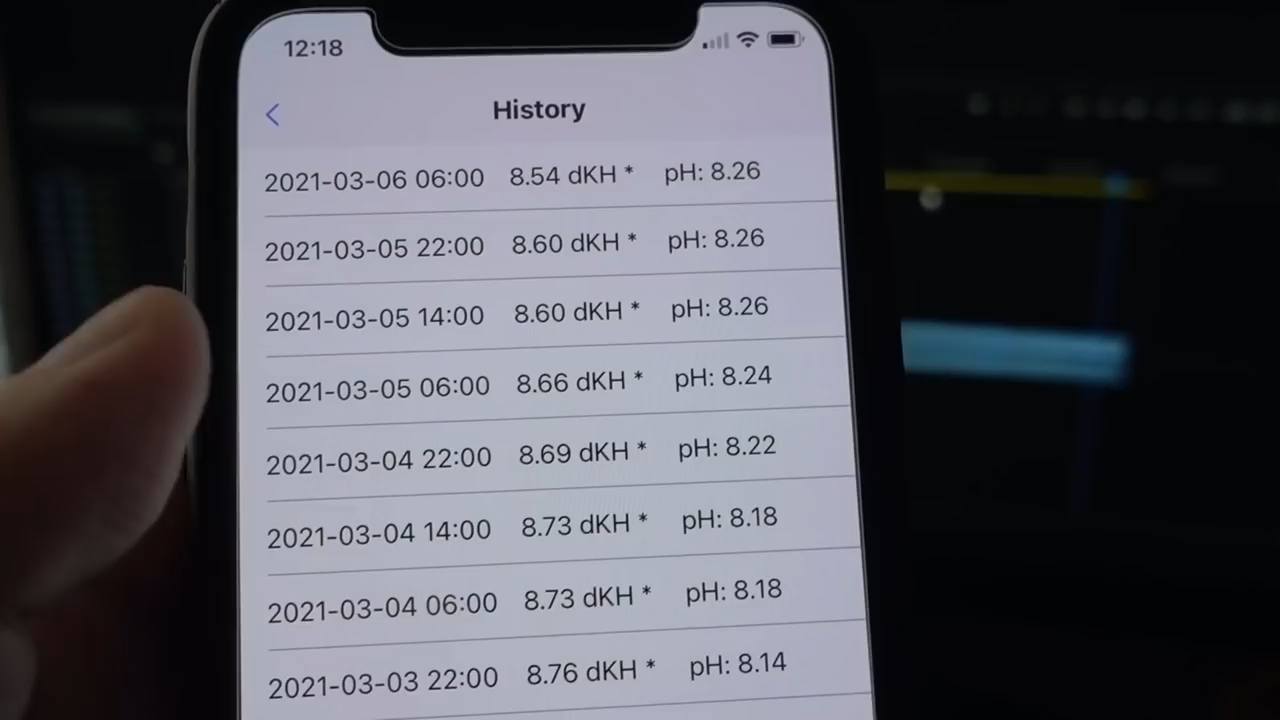 12:18
History
2021-03-06 06:00 8.54 dKH * pH: 8.26
2021-03-05 22:00 8.60 dKH * pH: 8.26
2021-03-05 14:00 8.60 dKH * pH: 8.26
2021-03-05 06:00 8.66 dKH * pH: 8.24
2021-03-04 22:00 8.69 dKH * pH: 8.22
2021-03-04 14:00 8.73 dKH * pH: 8.18
2021-03-04 06:00 8.73 dKH * pH: 8.18
2021-03-03 22:00 8.76 dKH * pH: 8.14